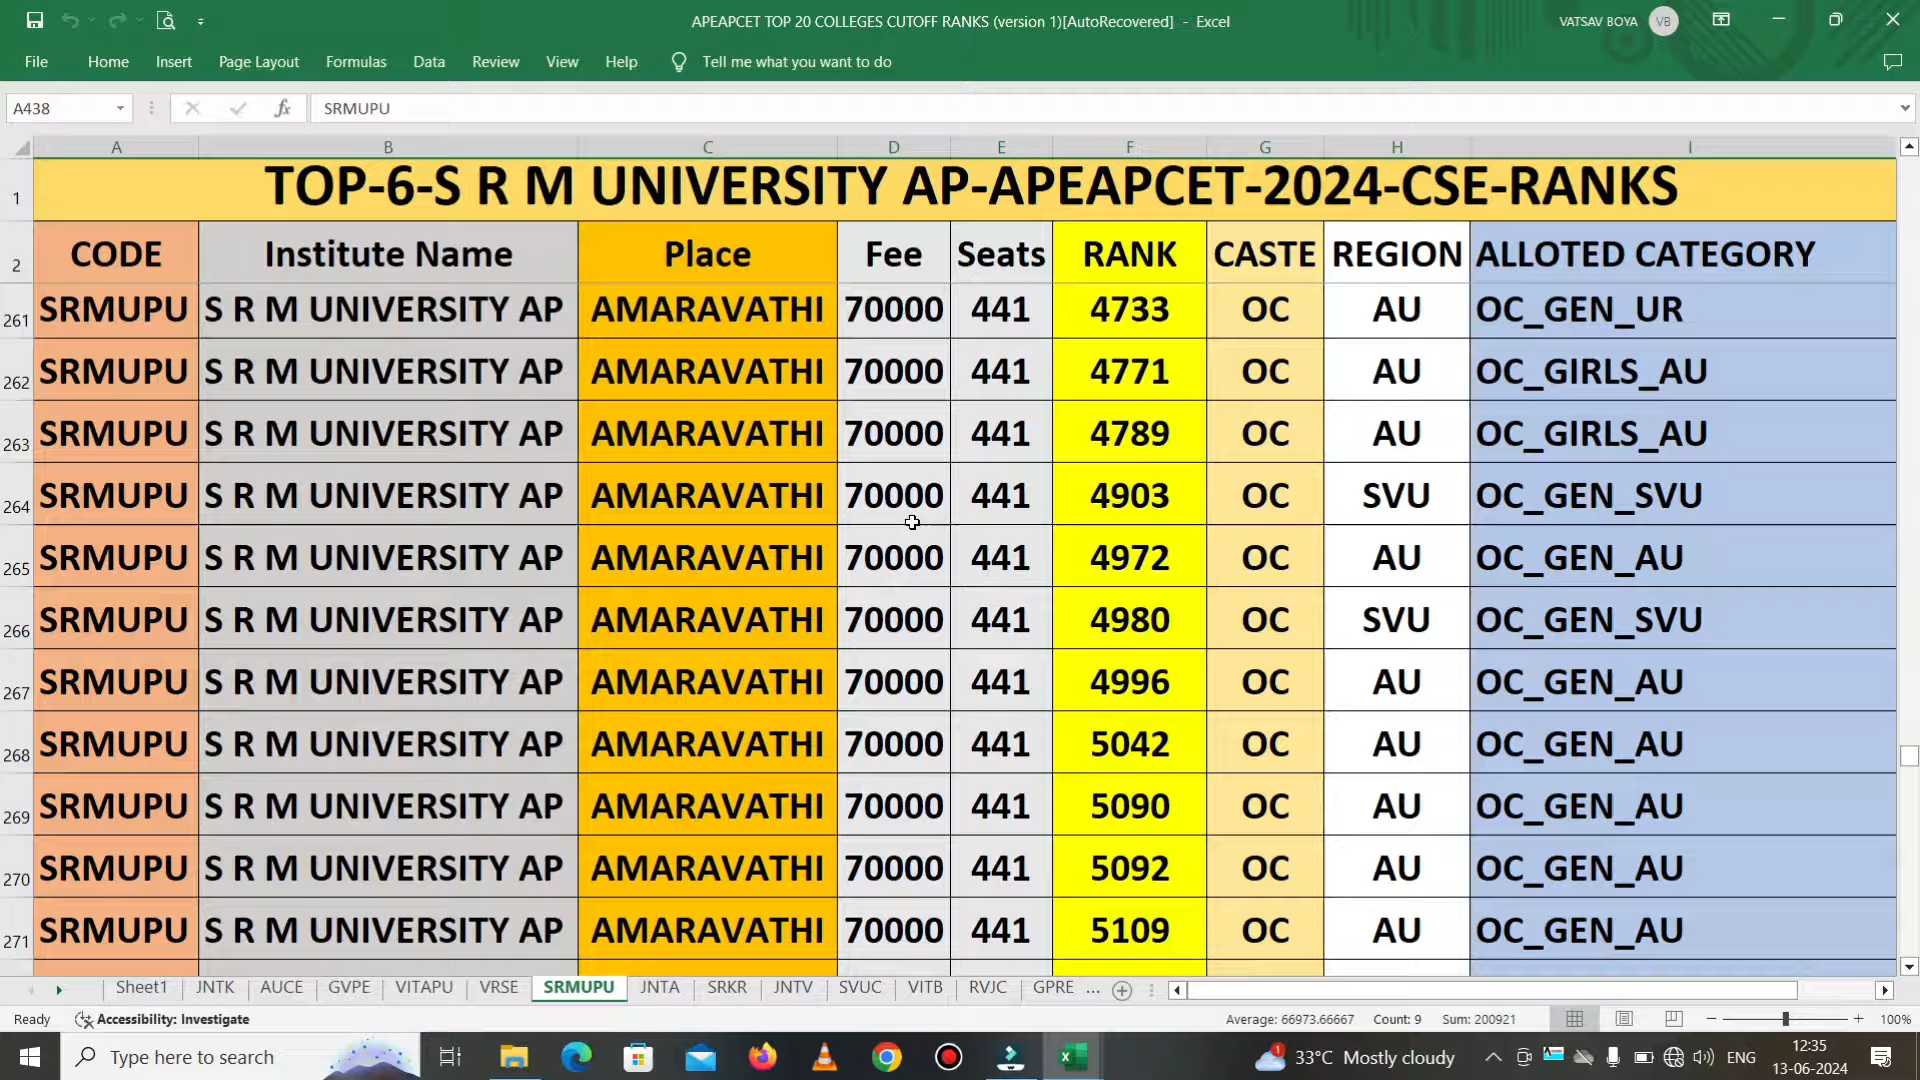 APEAPCET TOP 20 COLLEGES CUTOFF RANKS (version 1)[AutoRecovered] - Excel
VATSAV BOYA VB
File Home Insert Page Layout Formulas Data Review View Help Tell me what you want to do
A438 fx SRMUPU
A B C D E F G H I
1 TOP-6-S R M UNIVERSITY AP-APEAPCET-2024-CSE-RANKS
2 CODE Institute Name Place Fee Seats RANK CASTE REGION ALLOTED CATEGORY
261 SRMUPU S R M UNIVERSITY AP AMARAVATHI 70000 441 4733 OC AU OC_GEN_UR
262 SRMUPU S R M UNIVERSITY AP AMARAVATHI 70000 441 4771 OC AU OC_GIRLS_AU
263 SRMUPU S R M UNIVERSITY AP AMARAVATHI 70000 441 4789 OC AU OC_GIRLS_AU
264 SRMUPU S R M UNIVERSITY AP AMARAVATHI 70000 441 4903 OC SVU OC_GEN_SVU
265 SRMUPU S R M UNIVERSITY AP AMARAVATHI 70000 441 4972 OC AU OC_GEN_AU
266 SRMUPU S R M UNIVERSITY AP AMARAVATHI 70000 441 4980 OC SVU OC_GEN_SVU
267 SRMUPU S R M UNIVERSITY AP AMARAVATHI 70000 441 4996 OC AU OC_GEN_AU
268 SRMUPU S R M UNIVERSITY AP AMARAVATHI 70000 441 5042 OC AU OC_GEN_AU
269 SRMUPU S R M UNIVERSITY AP AMARAVATHI 70000 441 5090 OC AU OC_GEN_AU
270 SRMUPU S R M UNIVERSITY AP AMARAVATHI 70000 441 5092 OC AU OC_GEN_AU
271 SRMUPU S R M UNIVERSITY AP AMARAVATHI 70000 441 5109 OC AU OC_GEN_AU
Sheet1 JNTK AUCE GVPE VITAPU VRSE SRMUPU JNTA SRKR JNTV SVUC VITB RVJC GPRE ...
Ready Accessibility: Investigate Average: 66973.66667 Count: 9 Sum: 200921 100%
Type here to search 33°C Mostly cloudy ENG 12:35
13-06-2024